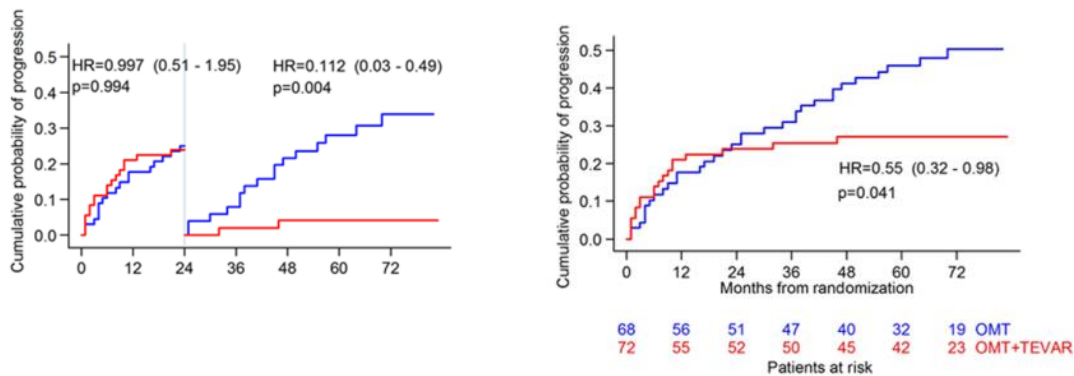 Cumulative probability of progression
0.5
0.4
0.3
0.2
0.1
0.0
HR=0.997 (0.51 - 1.95)
p=0.994
HR=0.112 (0.03 - 0.49)
p=0.004
0 12 24 36 48 60 72
Cumulative probability of progression
0.5
0.4
0.3
0.2
0.1
0.0
HR=0.55 (0.32 - 0.98)
p=0.041
0 12 24 36 48 60 72
Months from randomization
68 56 51 47 40 32 19 OMT
72 55 52 50 45 42 23 OMT+TEVAR
Patients at risk